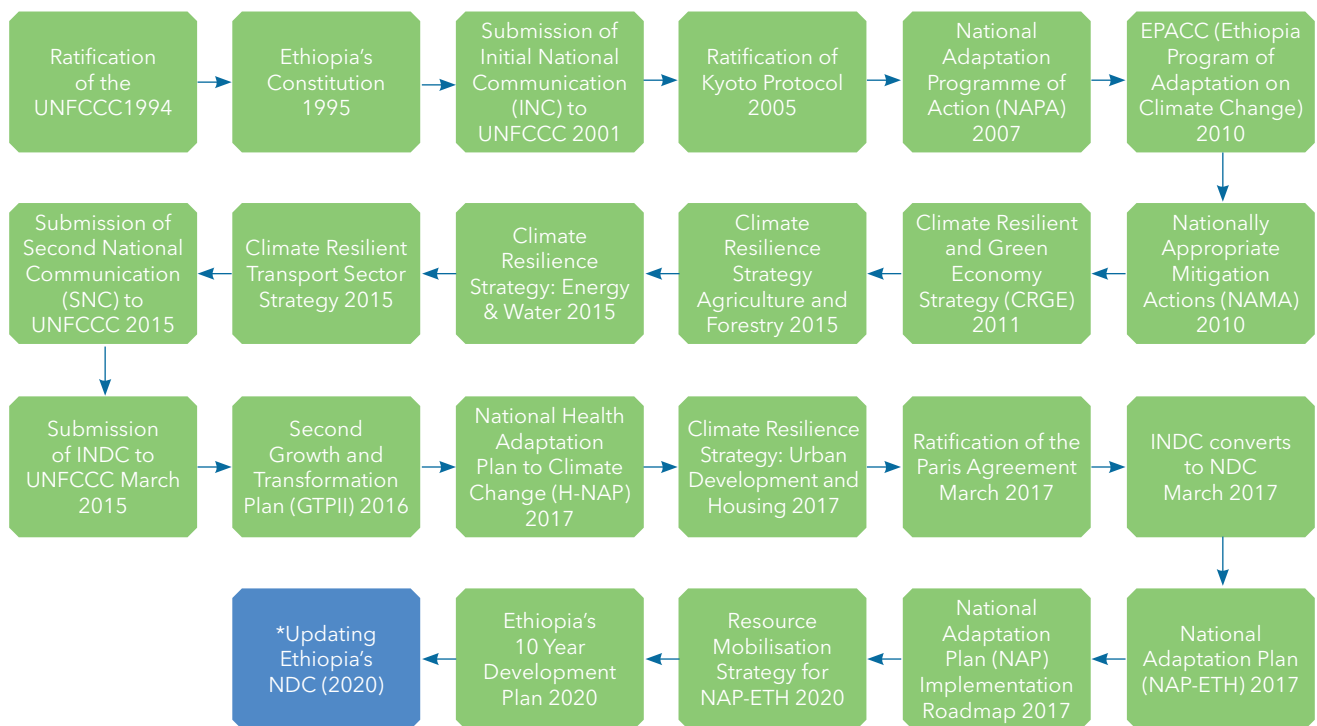 Ratification
of the
UNFCCC1994
Ethiopia's
Constitution
1995
Submission of
Initial National
Communication
(INC) to
UNFCCC 2001
Ratification of
Kyoto Protocol
2005
National
Adaptation
Programme of
Action (NAPA)
2007
EPACC (Ethiopia
Program of
Adaptation on
Climate Change)
2010
Nationally
Appropriate
Mitigation
Actions (NAMA)
2010
Climate Resilient
and Green
Economy
Strategy (CRGE)
2011
Climate
Resilience
Strategy
Agriculture and
Forestry 2015
Climate
Resilience
Strategy: Energy
& Water 2015
Climate Resilient
Transport Sector
Strategy 2015
Submission of
Second National
Communication
(SNC) to
UNFCCC 2015
Submission
of INDC to
UNFCCC March
2015
Second
Growth and
Transformation
Plan (GTPII) 2016
National Health
Adaptation
Plan to Climate
Change (H-NAP)
2017
Climate Resilience
Strategy: Urban
Development and
Housing 2017
Ratification of the
Paris Agreement
March 2017
INDC converts
to NDC
March 2017
National
Adaptation Plan
(NAP-ETH) 2017
National
Adaptation
Plan (NAP)
Implementation
Roadmap 2017
Resource
Mobilisation
Strategy for
NAP-ETH 2020
Ethiopia's
10 Year
Development
Plan 2020
*Updating
Ethiopia's
NDC (2020)